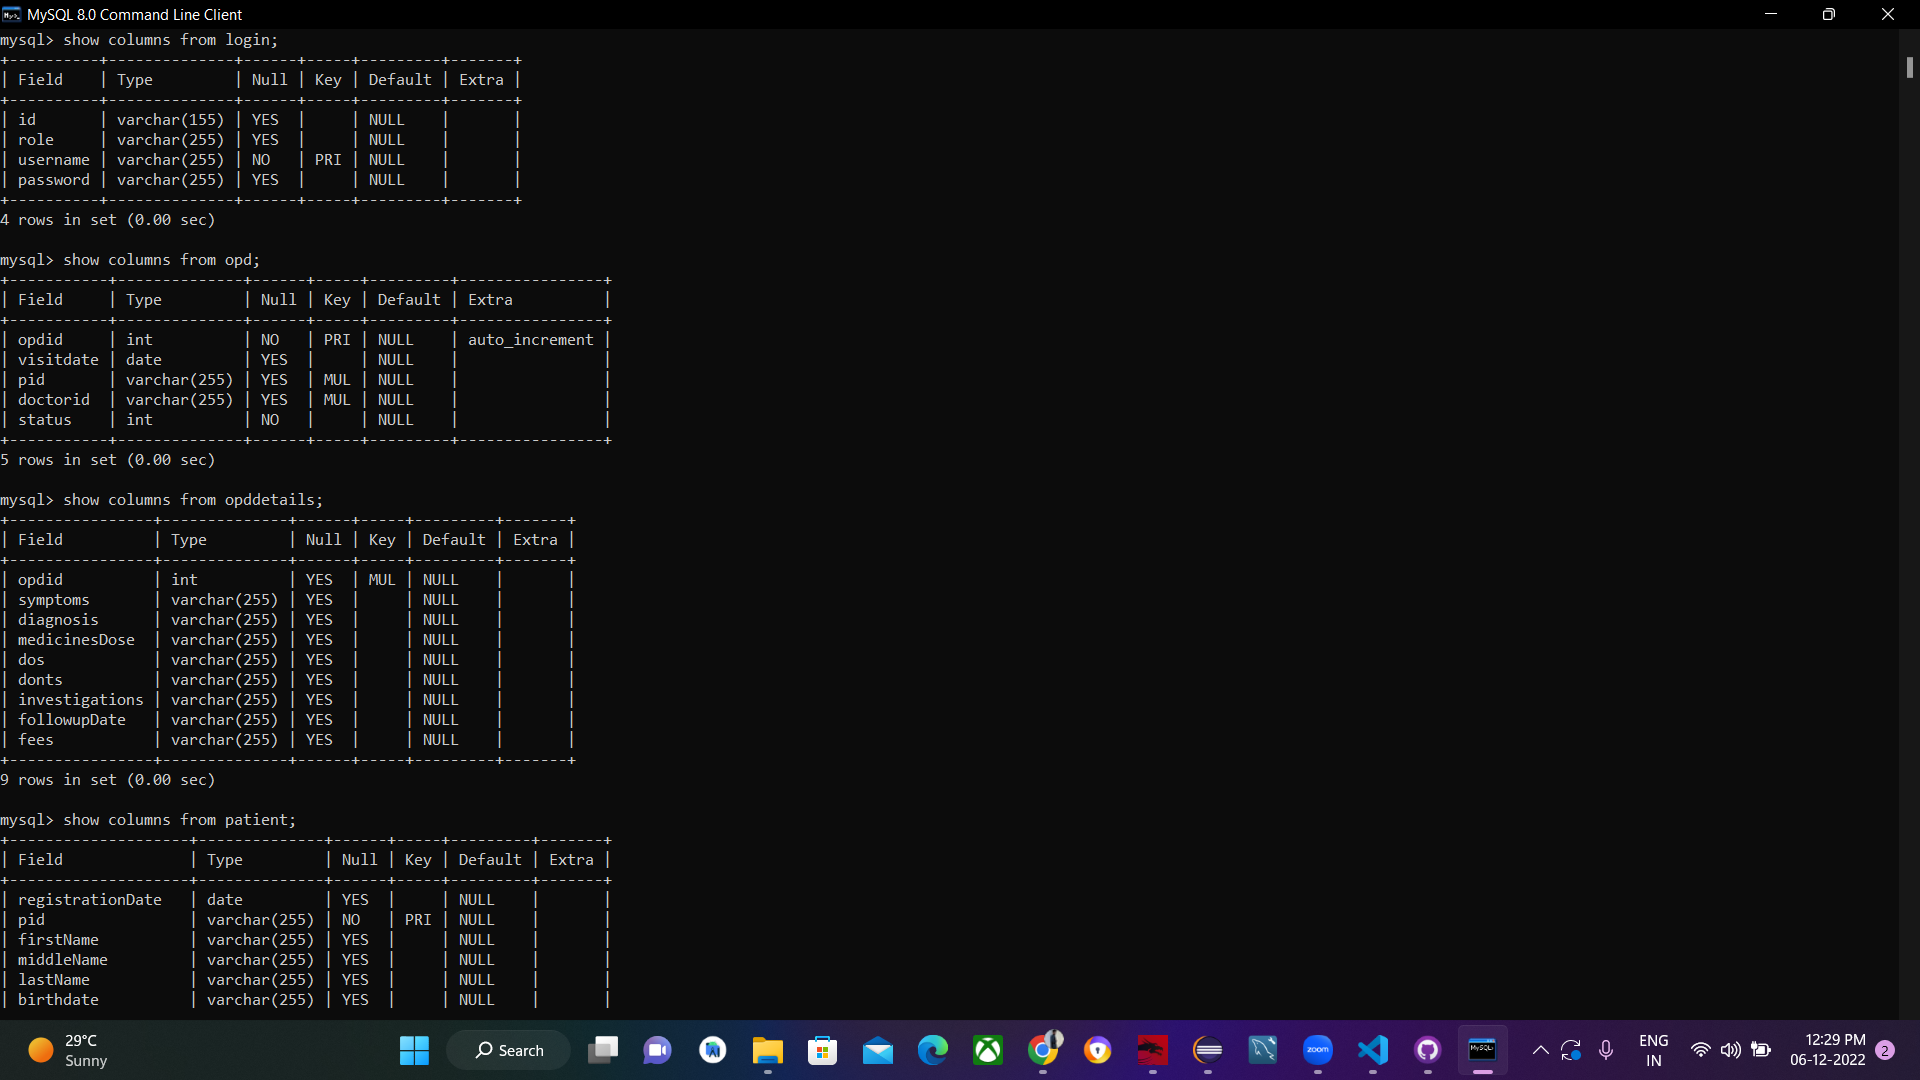 MySQL 8.0 Command Line Client
mysql> show columns from login;
+----------+--------------+------+-----+---------+-------+
| Field    | Type         | Null | Key | Default | Extra |
+----------+--------------+------+-----+---------+-------+
| id       | varchar(155) | YES  |     | NULL    |       |
| role     | varchar(255) | YES  |     | NULL    |       |
| username | varchar(255) | NO   | PRI | NULL    |       |
| password | varchar(255) | YES  |     | NULL    |       |
+----------+--------------+------+-----+---------+-------+
4 rows in set (0.00 sec)
mysql> show columns from opd;
+-----------+--------------+------+-----+---------+----------------+
| Field     | Type         | Null | Key | Default | Extra          |
+-----------+--------------+------+-----+---------+----------------+
| opdid     | int          | NO   | PRI | NULL    | auto_increment |
| visitdate | date         | YES  |     | NULL    |                |
| pid       | varchar(255) | YES  | MUL | NULL    |                |
| doctorid  | varchar(255) | YES  | MUL | NULL    |                |
| status    | int          | NO   |     | NULL    |                |
+-----------+--------------+------+-----+---------+----------------+
5 rows in set (0.00 sec)
mysql> show columns from opddetails;
+----------------+--------------+------+-----+---------+-------+
| Field          | Type         | Null | Key | Default | Extra |
+----------------+--------------+------+-----+---------+-------+
| opdid          | int          | YES  | MUL | NULL    |       |
| symptoms       | varchar(255) | YES  |     | NULL    |       |
| diagnosis      | varchar(255) | YES  |     | NULL    |       |
| medicinesDose  | varchar(255) | YES  |     | NULL    |       |
| dos            | varchar(255) | YES  |     | NULL    |       |
| donts          | varchar(255) | YES  |     | NULL    |       |
| investigations | varchar(255) | YES  |     | NULL    |       |
| followupDate   | varchar(255) | YES  |     | NULL    |       |
| fees           | varchar(255) | YES  |     | NULL    |       |
+----------------+--------------+------+-----+---------+-------+
9 rows in set (0.00 sec)
mysql> show columns from patient;
+--------------------+--------------+------+-----+---------+-------+
| Field              | Type         | Null | Key | Default | Extra |
+--------------------+--------------+------+-----+---------+-------+
| registrationDate   | date         | YES  |     | NULL    |       |
| pid                | varchar(255) | NO   | PRI | NULL    |       |
| firstName          | varchar(255) | YES  |     | NULL    |       |
| middleName         | varchar(255) | YES  |     | NULL    |       |
| lastName           | varchar(255) | YES  |     | NULL    |       |
| birthdate          | varchar(255) | YES  |     | NULL    |       |
29°C
Sunny
Search
zoom
MySQL
ENG
IN
12:29 PM
06-12-2022
2